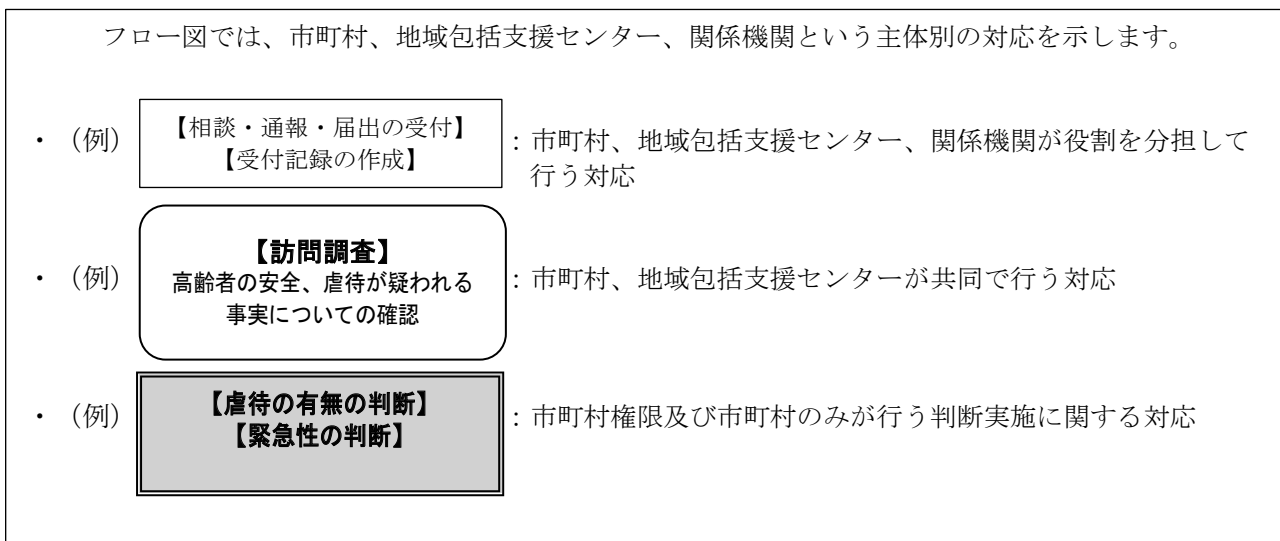 フロー図では、市町村、地域包括支援センター、関係機関という主体別の対応を示します。
・（例）
【相談・通報・届出の受付】
【受付記録の作成】
：市町村、地域包括支援センター、関係機関が役割を分担して
行う対応
・（例）
【訪問調査】
高齢者の安全、虐待が疑われる
事実についての確認
：市町村、地域包括支援センターが共同で行う対応
・（例）
【虐待の有無の判断】
【緊急性の判断】
：市町村権限及び市町村のみが行う判断実施に関する対応